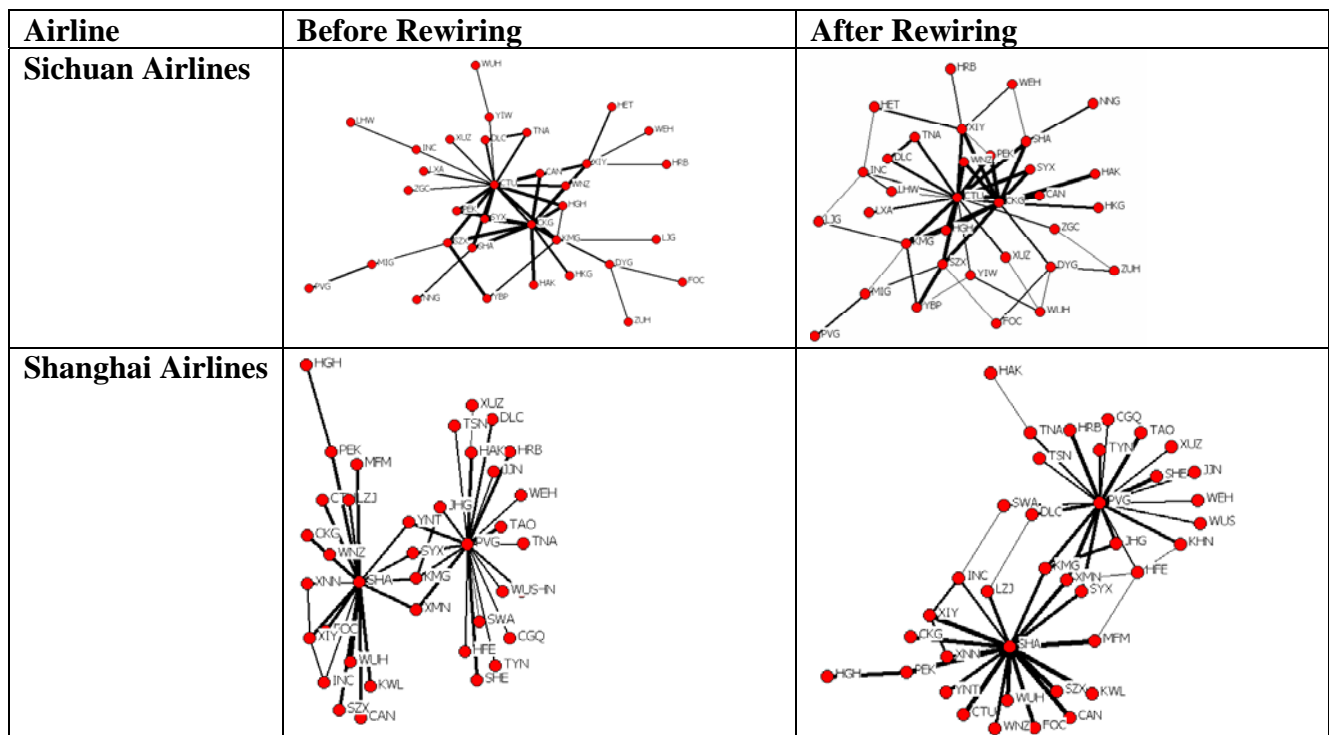 Airline Before Rewiring After Rewiring
Sichuan Airlines
WUH
HET
LHW
YIW
XUZ
DLC
TNA
WEH
INC
XIY
HRB
LXA
CAN
CTU
WNZ
ZGC
HGH
PEK
SYX
CKG
SZX
SHA
KMG
LJG
MIG
DYG
HKG
FOC
PVG
HAK
NNG
YBP
ZUH
HRB
WEH
NNG
HET
XIY
TNA
SHA
DLC
WNZ
PEK
SYX
INC
HAK
LHW
CTU
CAN
CKG
HKG
LXA
LJG
HGH
ZGC
KMG
XUZ
SZX
DYG
ZUH
YIW
MIG
YBP
WUH
FOC
PVG
Shanghai Airlines
HGH
XUZ
DLC
TSN
PEK
HAK
HRB
MFM
JJN
LZJ
WEH
JHG
YNT
TAO
CKG
WNZ
SYX
PVG
TNA
XNN
SHA
KMG
XMN
SWA
FOC
XIY
HFE
CGQ
WUH
TYN
INC
KWL
SHE
SZX
CAN
HAK
CGQ
TNA
HRB
TAO
TYN
XUZ
TSN
SHE
JJN
SWA
PVG
WEH
DLC
WUS
JHG
KHN
KMG
HFE
INC
XMN
LZJ
SYX
XIY
CKG
SHA
MFM
XNN
HGH
PEK
YNT
SZX
KWL
WUH
CTU
CAN
WNZ
FOC